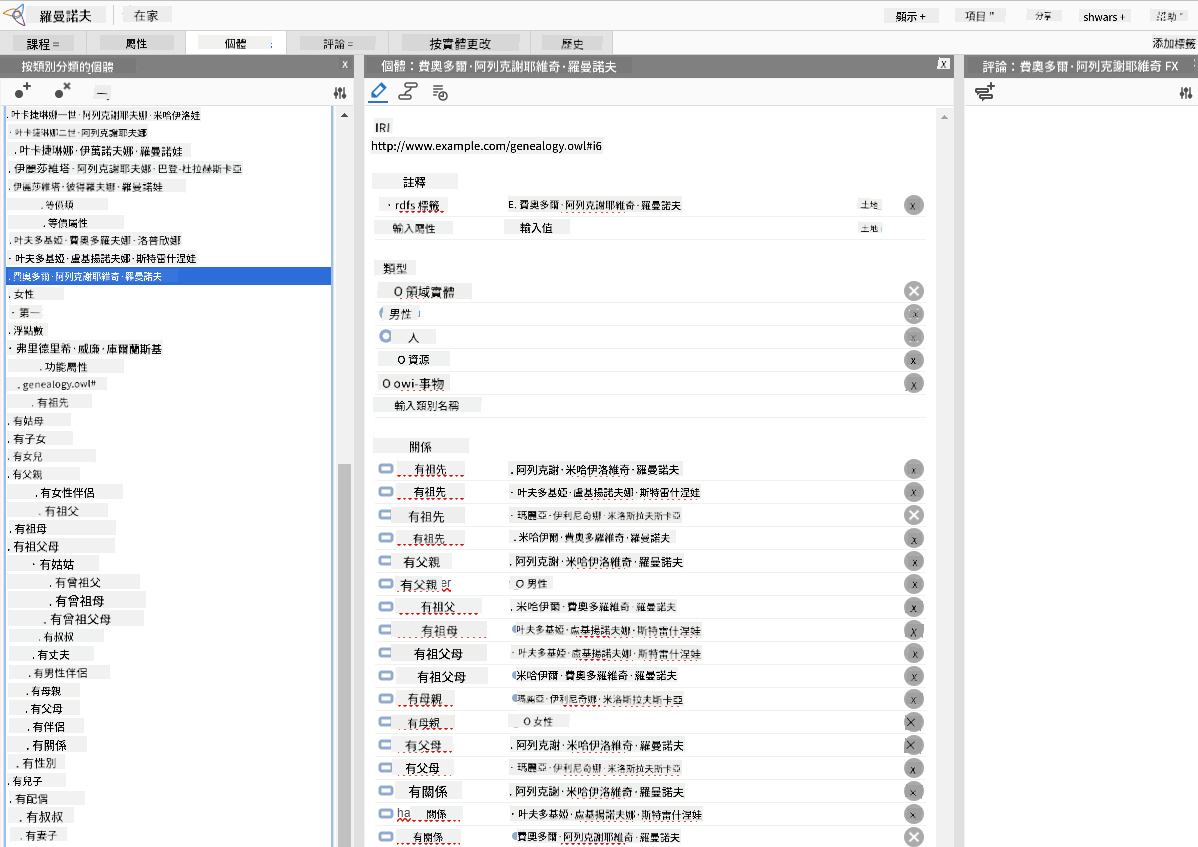 羅曼諾夫
在家
顯示+
項目"
分享
shwars+
幫助"
課程=
屬性
個體
評論=
按實體更改
歷史
添加標籤
按類別分類的個體
x
個體：費奧多爾·阿列克謝耶維奇·羅曼諾夫
x
評論：費奧多爾·阿列克謝耶維奇 FX
. 叶卡捷琳娜一世·阿列克謝耶夫娜·米哈伊洛娃
· 叶卡捷琳娜二世·阿列克謝耶夫娜
. 叶卡捷琳娜·伊萬諾夫娜·羅曼諾娃
. 伊麗莎維塔·阿列克謝耶夫娜·巴登-杜拉赫斯卡亞
. 伊麗莎維塔·彼得羅夫娜·羅曼諾娃
. 等價類
. 等價屬性
. 叶夫多基婭·費奧多羅夫娜·洛普欣娜
· 叶夫多基婭·盧基揚諾夫娜·斯特雷什涅娃
. 費奧多爾·阿列克謝耶維奇·羅曼諾夫
. 女性
· 第一
. 浮點數
· 弗里德里希·威廉·庫爾蘭斯基
. 功能屬性
. genealogy.owl#
. 有祖先
. 有姑母
. 有子女
. 有女兒
. 有父親
. 有女性伴侶
. 有祖父
. 有祖母
. 有祖父母
· 有姑姑
. 有曾祖父
. 有曾祖母
. 有曾祖父母
. 有叔叔
. 有丈夫
. 有男性伴侶
. 有母親
. 有父母
. 有伴侶
. 有關係
. 有性別
. 有兒子
. 有配偶
. 有叔叔
. 有妻子
IRI
http://www.example.com/genealogy.owl#i6
註釋
· rdfs 標籤 E. 費奧多爾·阿列克謝耶維奇·羅曼諾夫 土地 x
輸入屬性 輸入值 土地
類型
O 領域實體
男性
人
O 資源 x
O owi-事物 x
輸入類別名稱
關係
有祖先 . 阿列克謝·米哈伊洛維奇·羅曼諾夫 x
有祖先 · 叶夫多基婭·盧基揚諾夫娜·斯特雷什涅娃 x
有祖先 · 瑪麗亞·伊利尼奇娜·米洛斯拉夫斯卡亞
有祖先 . 米哈伊爾·費奧多羅維奇·羅曼諾夫 x
有父親 . 阿列克謝·米哈伊洛維奇·羅曼諾夫 x
有父親 er O 男性 x
有祖父 . 米哈伊爾·費奧多羅維奇·羅曼諾夫 x
有祖母 叶夫多基婭·盧基揚諾夫娜·斯特雷什涅娃 x
有祖父母 · 叶夫多基婭·盧基揚諾夫娜·斯特雷什涅娃 x
有祖父母 米哈伊爾·費奧多羅維奇·羅曼諾夫 x
有母親 瑪麗亞·伊利尼奇娜·米洛斯拉夫斯卡亞 x
有母親 O 女性
有父母 . 阿列克謝·米哈伊洛維奇·羅曼諾夫
有父母 · 瑪麗亞·伊利尼奇娜·米洛斯拉夫斯卡亞 x
有關係 . 阿列克謝·米哈伊洛維奇·羅曼諾夫 x
ha 關係 · 叶夫多基婭·盧基揚諾夫娜·斯特雷什涅娃 x
有關係 費奧多爾·阿列克謝耶維奇·羅曼諾夫